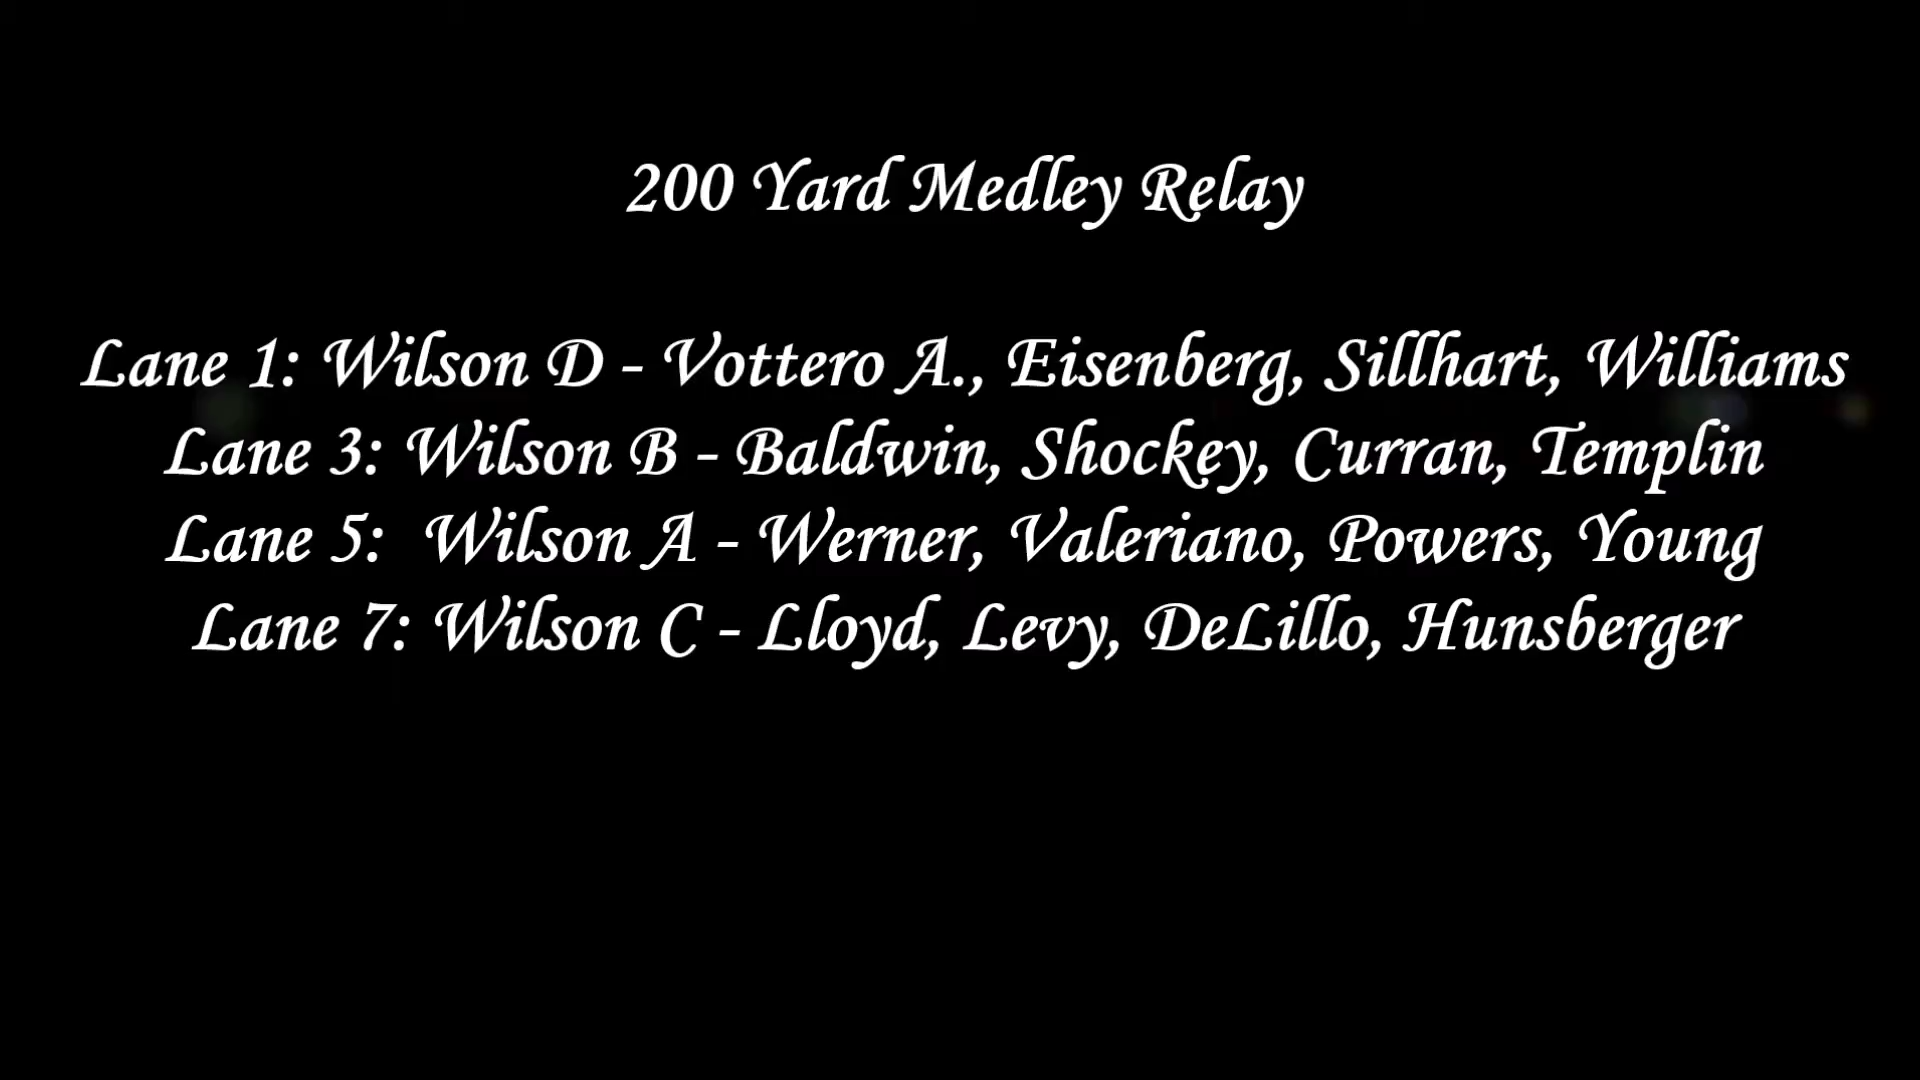 200 Yard Medley Relay
Lane 1: Wilson D - Vottero A., Eisenberg, Sillhart, Williams
Lane 3: Wilson B - Baldwin, Shockey, Curran, Templin
Lane 5:  Wilson A - Werner, Valeriano, Powers, Young
Lane 7: Wilson C - Lloyd, Levy, DeLillo, Hunsberger